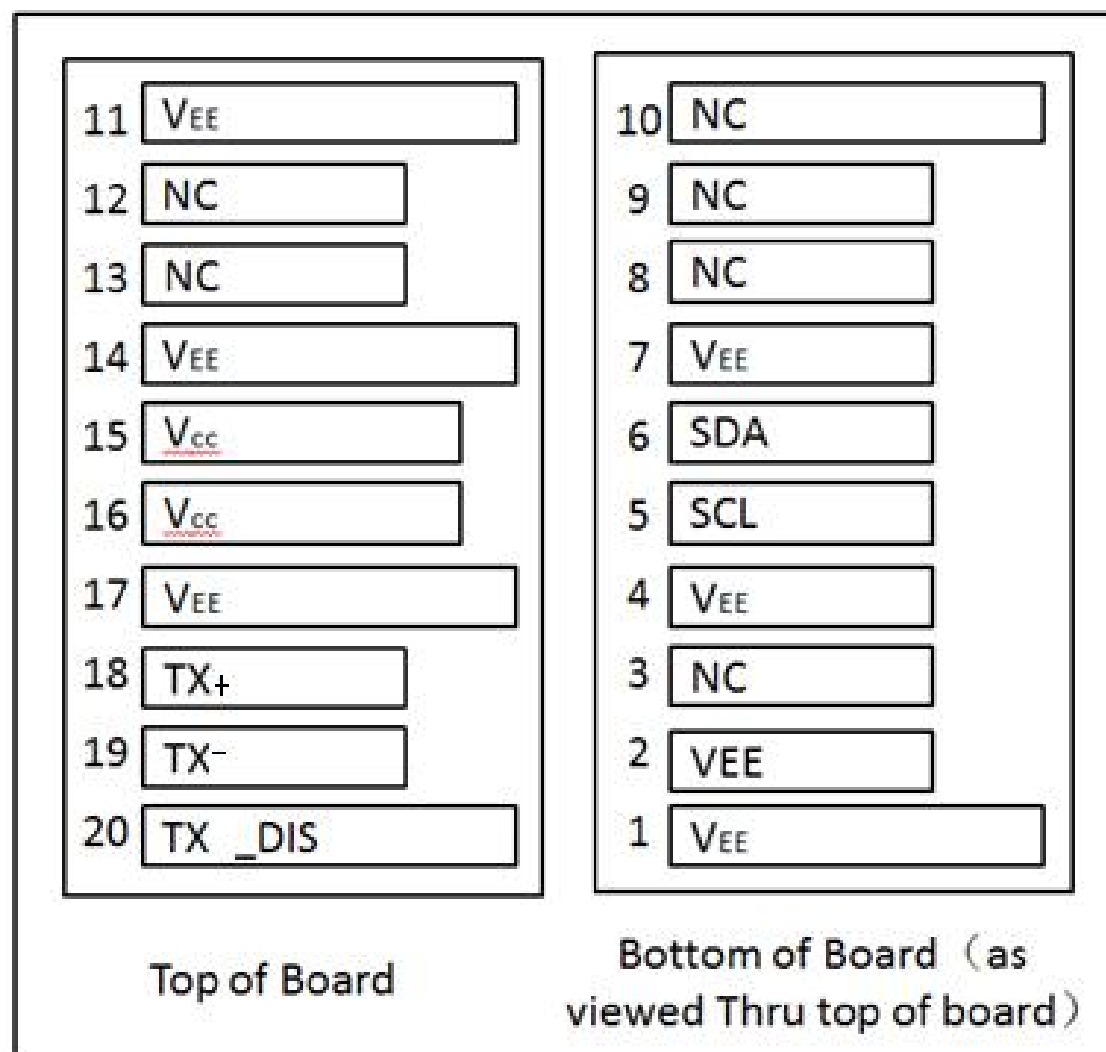 11 VEE
12 NC
13 NC
14 VEE
15 Vcc
16 Vcc
17 VEE
18 TX+
19 TX-
20 TX _DIS
Top of Board
10 NC
9 NC
8 NC
7 VEE
6 SDA
5 SCL
4 VEE
3 NC
2 VEE
1 VEE
Bottom of Board（as
viewed Thru top of board）